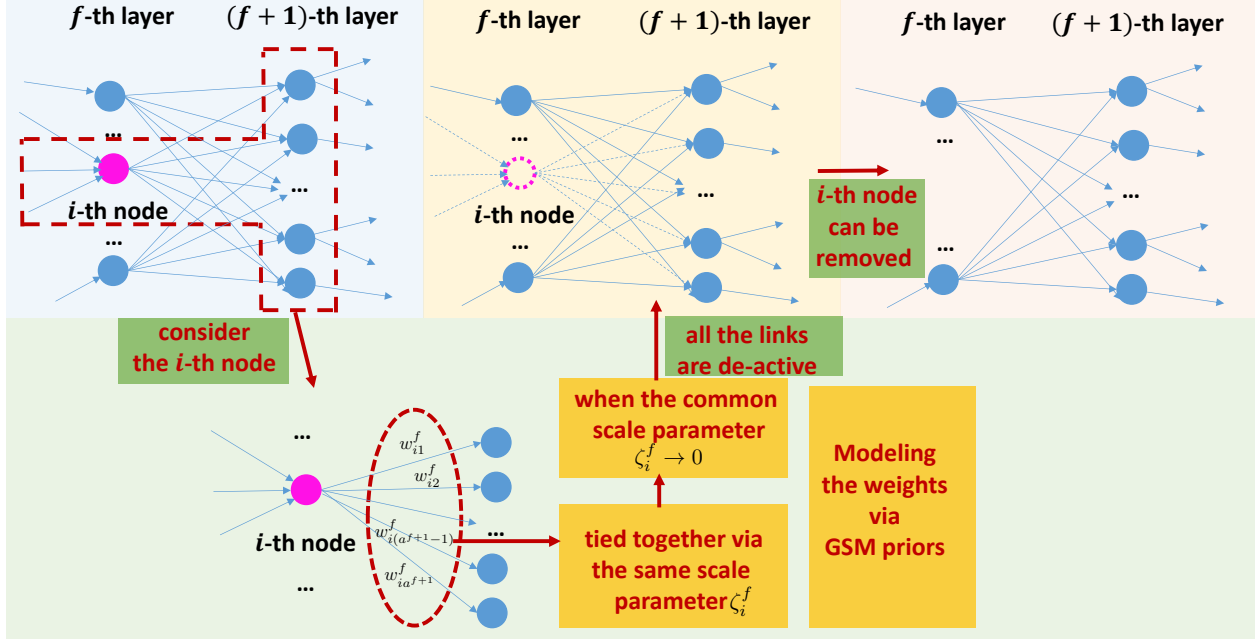 f-th layer (f + 1)-th layer
...
...
i-th node
...
f-th layer (f + 1)-th layer
...
...
i-th node
...
f-th layer (f + 1)-th layer
...
...
...
i-th node
can be
removed
consider
the i-th node
all the links
are de-active
...
w_{i1}^f
w_{i2}^f
w_{i(a^{f+1}-1)}^f
w_{ia^{f+1}}^f
...
i-th node
...
when the common
scale parameter
ζ_i^f → 0
tied together via
the same scale
parameter ζ_i^f
Modeling
the weights
via
GSM priors